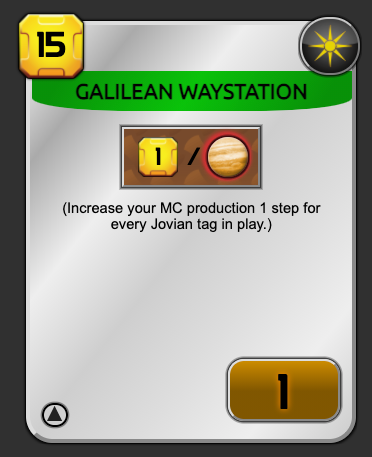 15
GALILEAN WAYSTATION
1 /
(Increase your MC production 1 step for
every Jovian tag in play.)
1